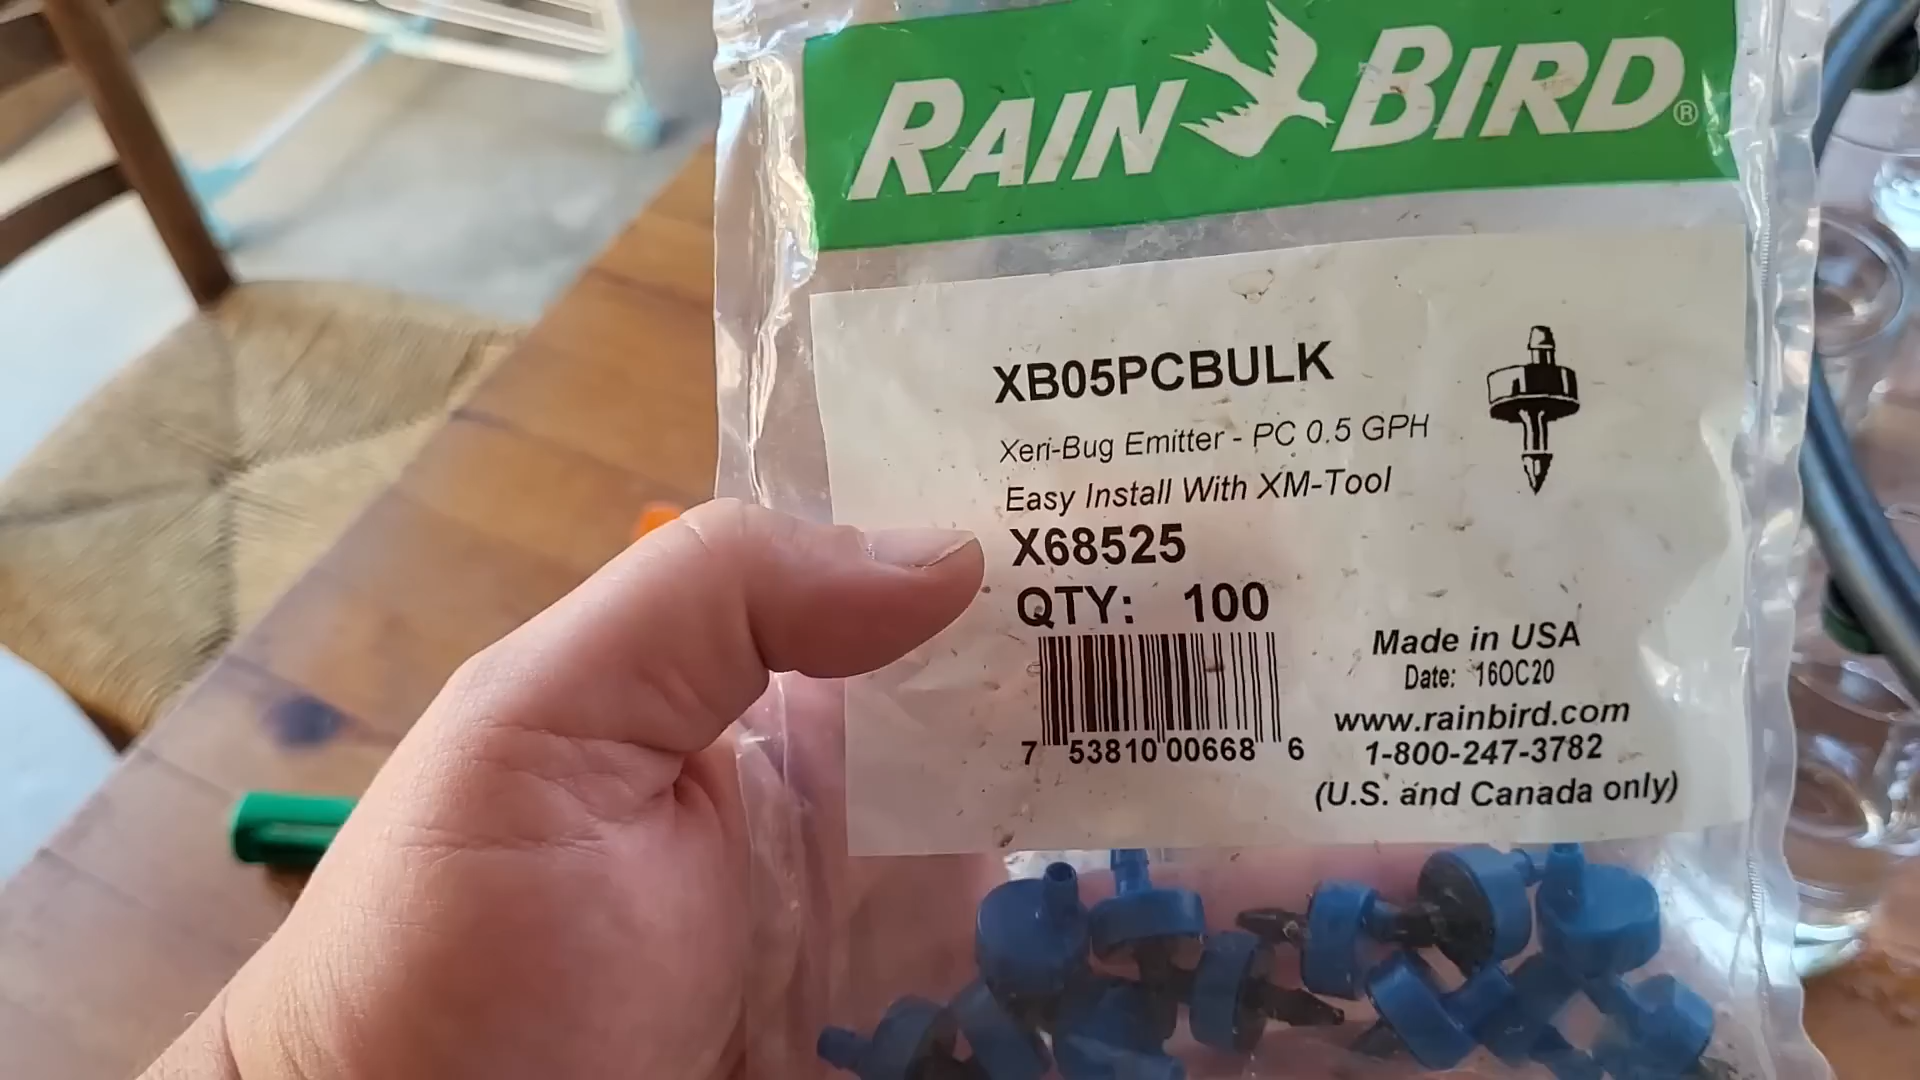 RAIN BIRD®
XB05PCBULK
Xeri-Bug Emitter - PC 0.5 GPH
Easy Install With XM-Tool
X68525
QTY: 100
7 53810 00668 6
Made in USA
Date: 16OC20
www.rainbird.com
1-800-247-3782
(U.S. and Canada only)